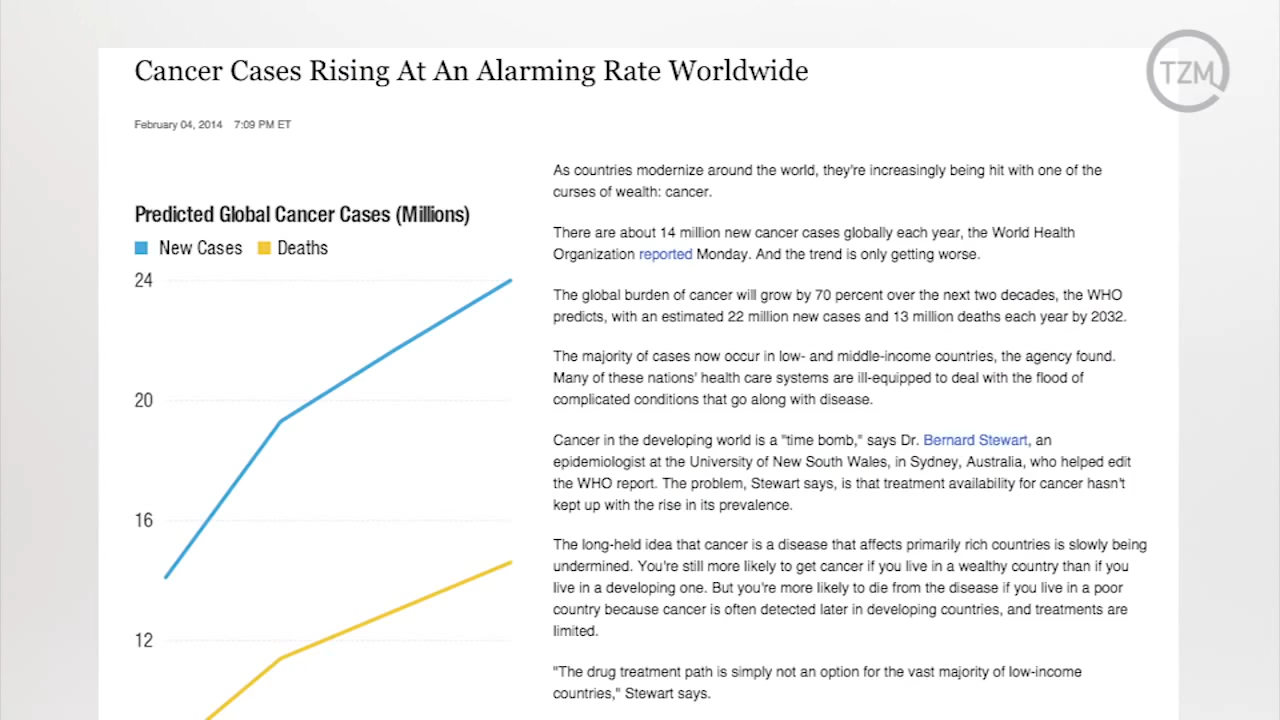 Cancer Cases Rising At An Alarming Rate Worldwide
TZM
February 04, 2014 7:09 PM ET
Predicted Global Cancer Cases (Millions)
New Cases Deaths
24
20
16
12
As countries modernize around the world, they're increasingly being hit with one of the
curses of wealth: cancer.
There are about 14 million new cancer cases globally each year, the World Health
Organization reported Monday. And the trend is only getting worse.
The global burden of cancer will grow by 70 percent over the next two decades, the WHO
predicts, with an estimated 22 million new cases and 13 million deaths each year by 2032.
The majority of cases now occur in low- and middle-income countries, the agency found.
Many of these nations' health care systems are ill-equipped to deal with the flood of
complicated conditions that go along with disease.
Cancer in the developing world is a "time bomb," says Dr. Bernard Stewart, an
epidemiologist at the University of New South Wales, in Sydney, Australia, who helped edit
the WHO report. The problem, Stewart says, is that treatment availability for cancer hasn't
kept up with the rise in its prevalence.
The long-held idea that cancer is a disease that affects primarily rich countries is slowly being
undermined. You're still more likely to get cancer if you live in a wealthy country than if you
live in a developing one. But you're more likely to die from the disease if you live in a poor
country because cancer is often detected later in developing countries, and treatments are
limited.
"The drug treatment path is simply not an option for the vast majority of low-income
countries," Stewart says.